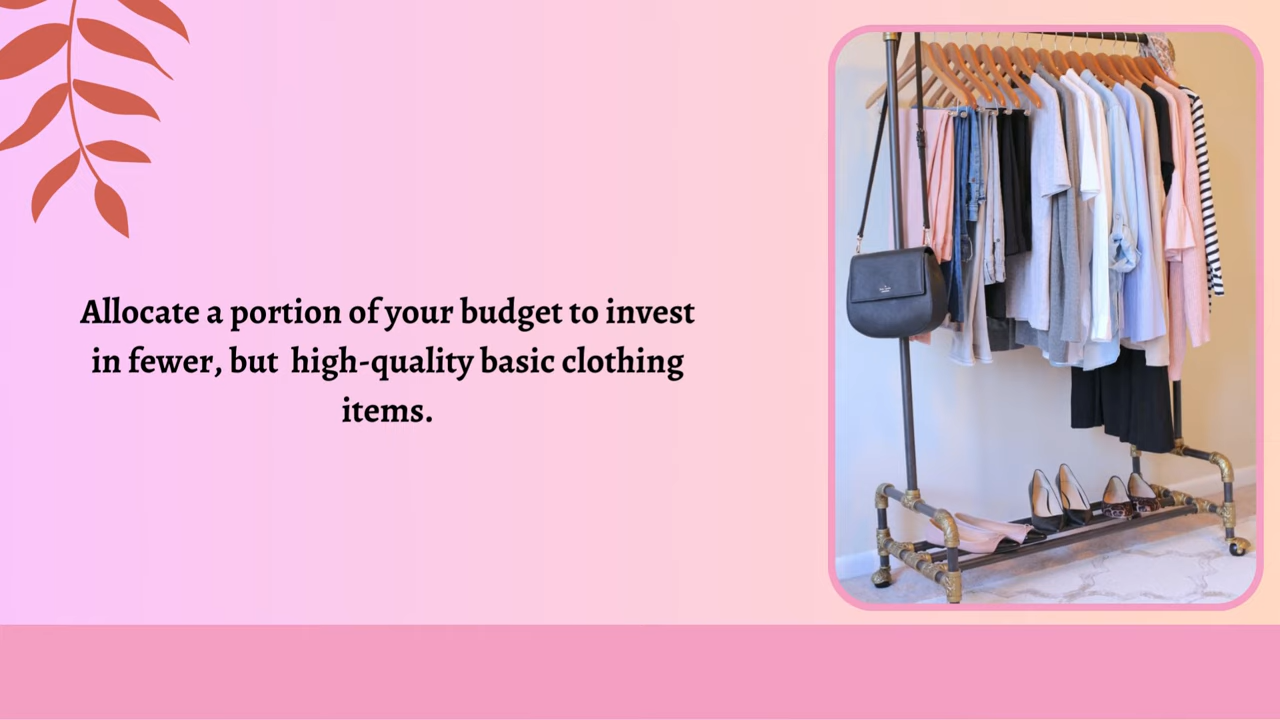 Allocate a portion of your budget to invest
in fewer, but  high-quality basic clothing
items.